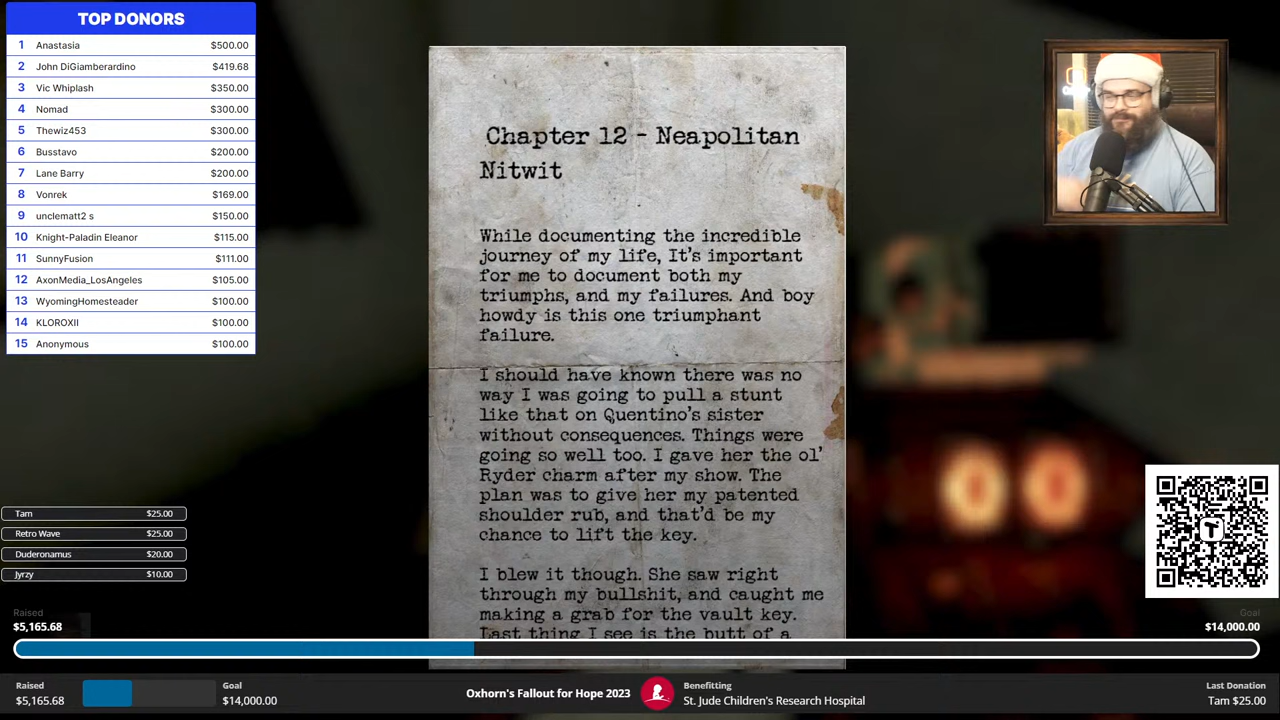 TOP DONORS
1 Anastasia $500.00
2 John DiGiamberardino $419.68
3 Vic Whiplash $350.00
4 Nomad $300.00
5 Thewiz453 $300.00
6 Busstavo $200.00
7 Lane Barry $200.00
8 Vonrek $169.00
9 unclematt2 s $150.00
10 Knight-Paladin Eleanor $115.00
11 SunnyFusion $111.00
12 AxonMedia_LosAngeles $105.00
13 WyomingHomesteader $100.00
14 KLOROXII $100.00
15 Anonymous $100.00
Chapter 12 - Neapolitan
Nitwit
While documenting the incredible
journey of my life, It's important
for me to document both my
triumphs, and my failures. And boy
howdy is this one triumphant
failure.
I should have known there was no
way I was going to pull a stunt
like that on Quentino's sister
without consequences. Things were
going so well too. I gave her the ol'
Ryder charm after my show. The
plan was to give her my patented
shoulder rub, and that'd be my
chance to lift the key.
I blew it though. She saw right
through my bullshit, and caught me
making a grab for the vault key.
Last thing I see is the butt of a
Tam $25.00
Retro Wave $25.00
Duderonamus $20.00
Jyrzy $10.00
Raised
$5,165.68
Goal
$14,000.00
Raised
$5,165.68
Goal
$14,000.00
Oxhorn's Fallout for Hope 2023
Benefitting
St. Jude Children's Research Hospital
Last Donation
Tam $25.00